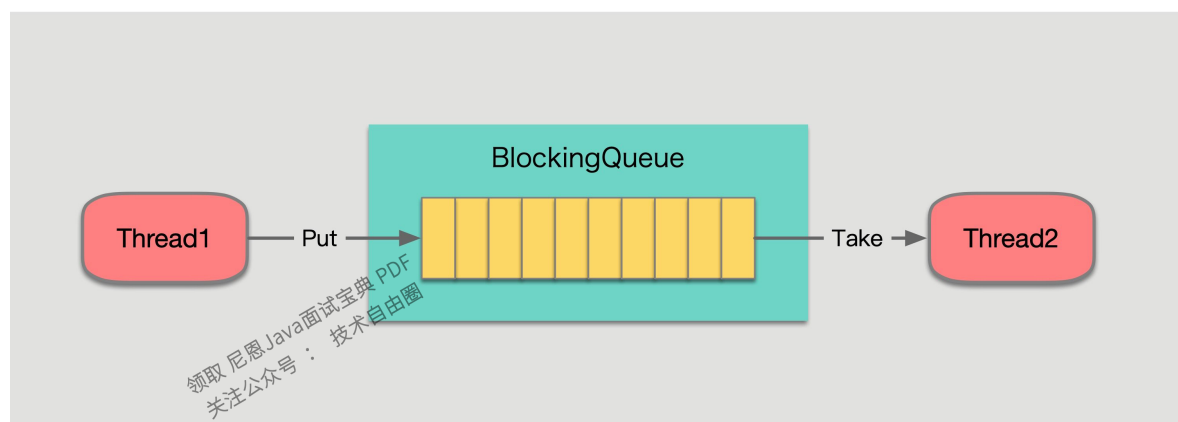 BlockingQueue
Thread1
Put
Take
Thread2
领取 尼恩Java面试宝典 PDF
关注公众号 ： 技术自由圈